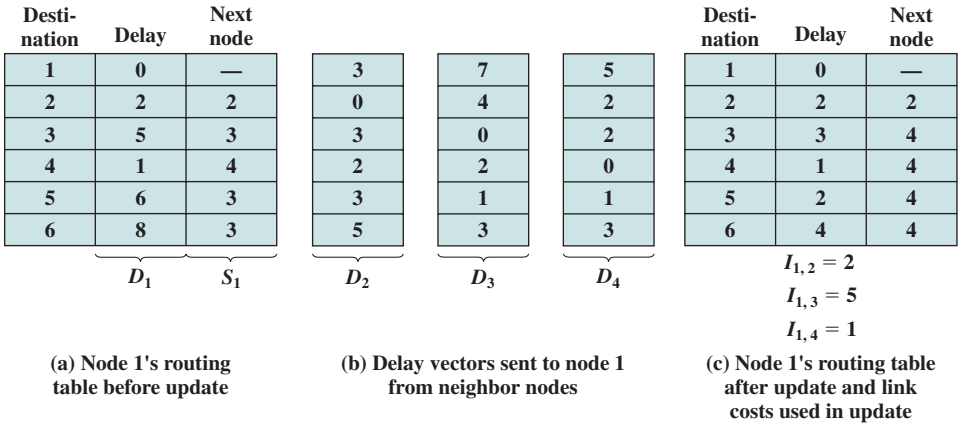 Desti-
nation Delay Next
node
1 0 —
2 2 2
3 5 3
4 1 4
5 6 3
6 8 3
D1 S1
(a) Node 1's routing
table before update
3 7 5
0 4 2
3 0 2
2 2 0
3 1 1
5 3 3
D2 D3 D4
(b) Delay vectors sent to node 1
from neighbor nodes
Desti-
nation Delay Next
node
1 0 —
2 2 2
3 3 4
4 1 4
5 2 4
6 4 4
I1, 2 = 2
I1, 3 = 5
I1, 4 = 1
(c) Node 1's routing table
after update and link
costs used in update